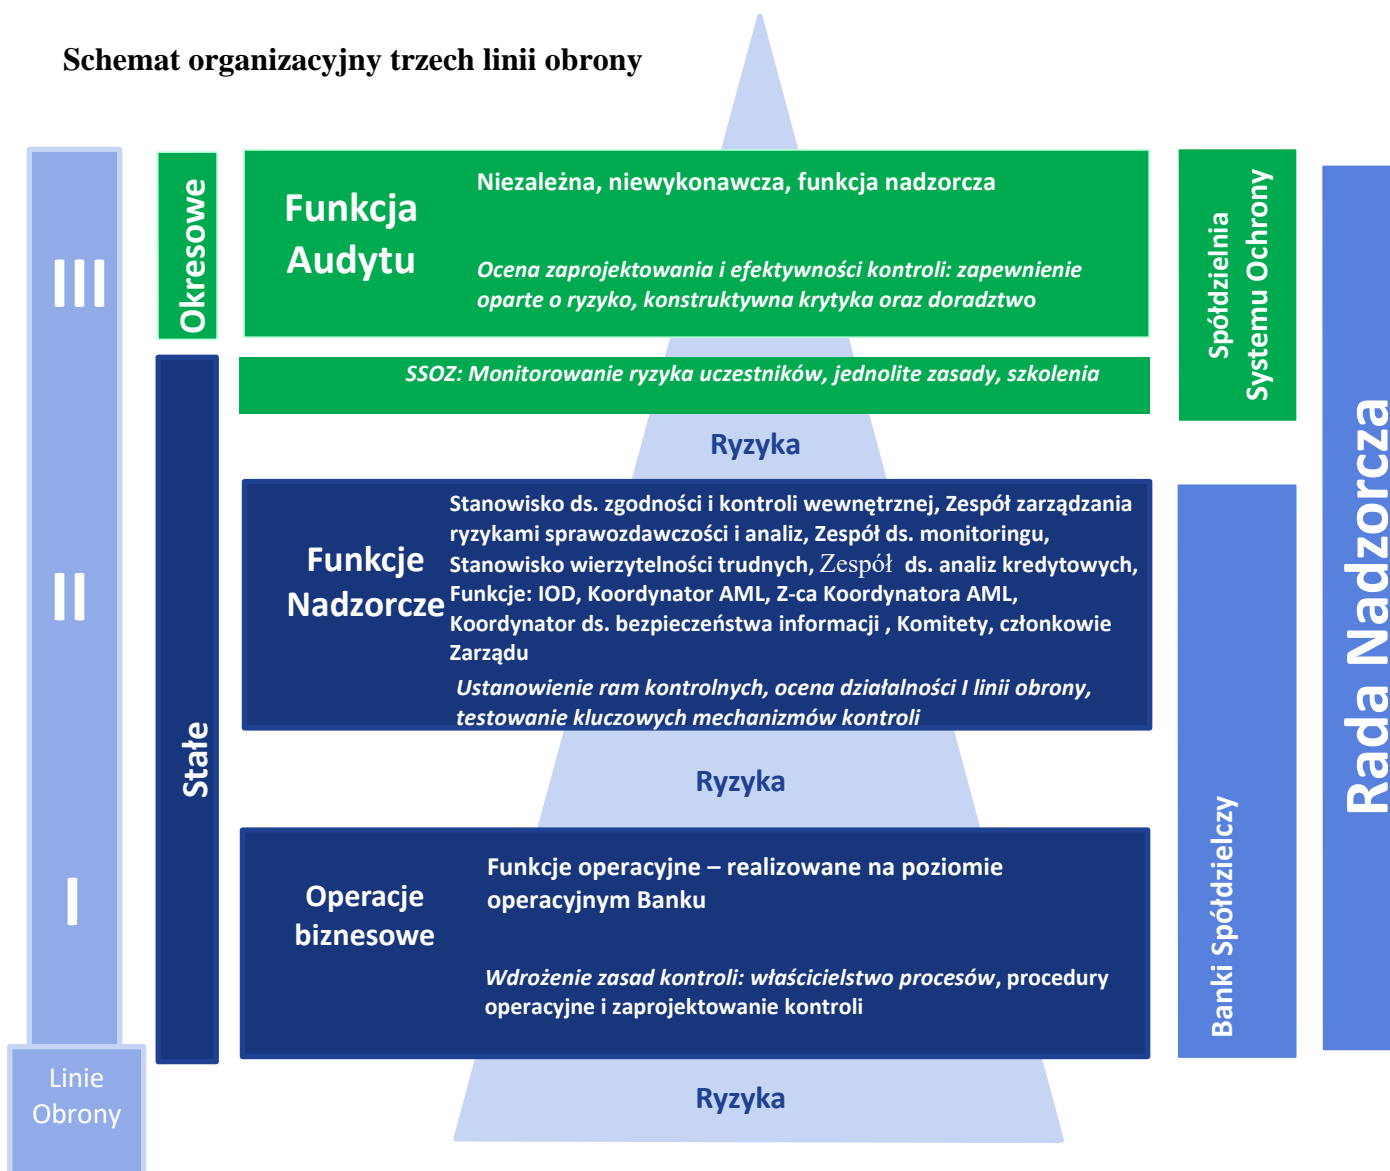 Schemat organizacyjny trzech linii obrony
III
II
I
Linie
Obrony
Okresowe
Stałe
Funkcja
Audytu
Niezależna, niewykonawcza, funkcja nadzorcza
Ocena zaprojektowania i efektywności kontroli: zapewnienie
oparte o ryzyko, konstruktywna krytyka oraz doradztwo
SSOZ: Monitorowanie ryzyka uczestników, jednolite zasady, szkolenia
Ryzyka
Funkcje
Nadzorcze
Stanowisko ds. zgodności i kontroli wewnętrznej, Zespół zarządzania
ryzykami sprawozdawczości i analiz, Zespół ds. monitoringu,
Stanowisko wierzytelności trudnych, Zespół ds. analiz kredytowych,
Funkcje: IOD, Koordynator AML, Z-ca Koordynatora AML,
Koordynator ds. bezpieczeństwa informacji , Komitety, członkowie
Zarządu
Ustanowienie ram kontrolnych, ocena działalności I linii obrony,
testowanie kluczowych mechanizmów kontroli
Ryzyka
Operacje
biznesowe
Funkcje operacyjne – realizowane na poziomie
operacyjnym Banku
Wdrożenie zasad kontroli: właścicielstwo procesów, procedury
operacyjne i zaprojektowanie kontroli
Ryzyka
Spółdzielnia
Systemu Ochrony
Banki Spółdzielczy
Rada Nadzorcza